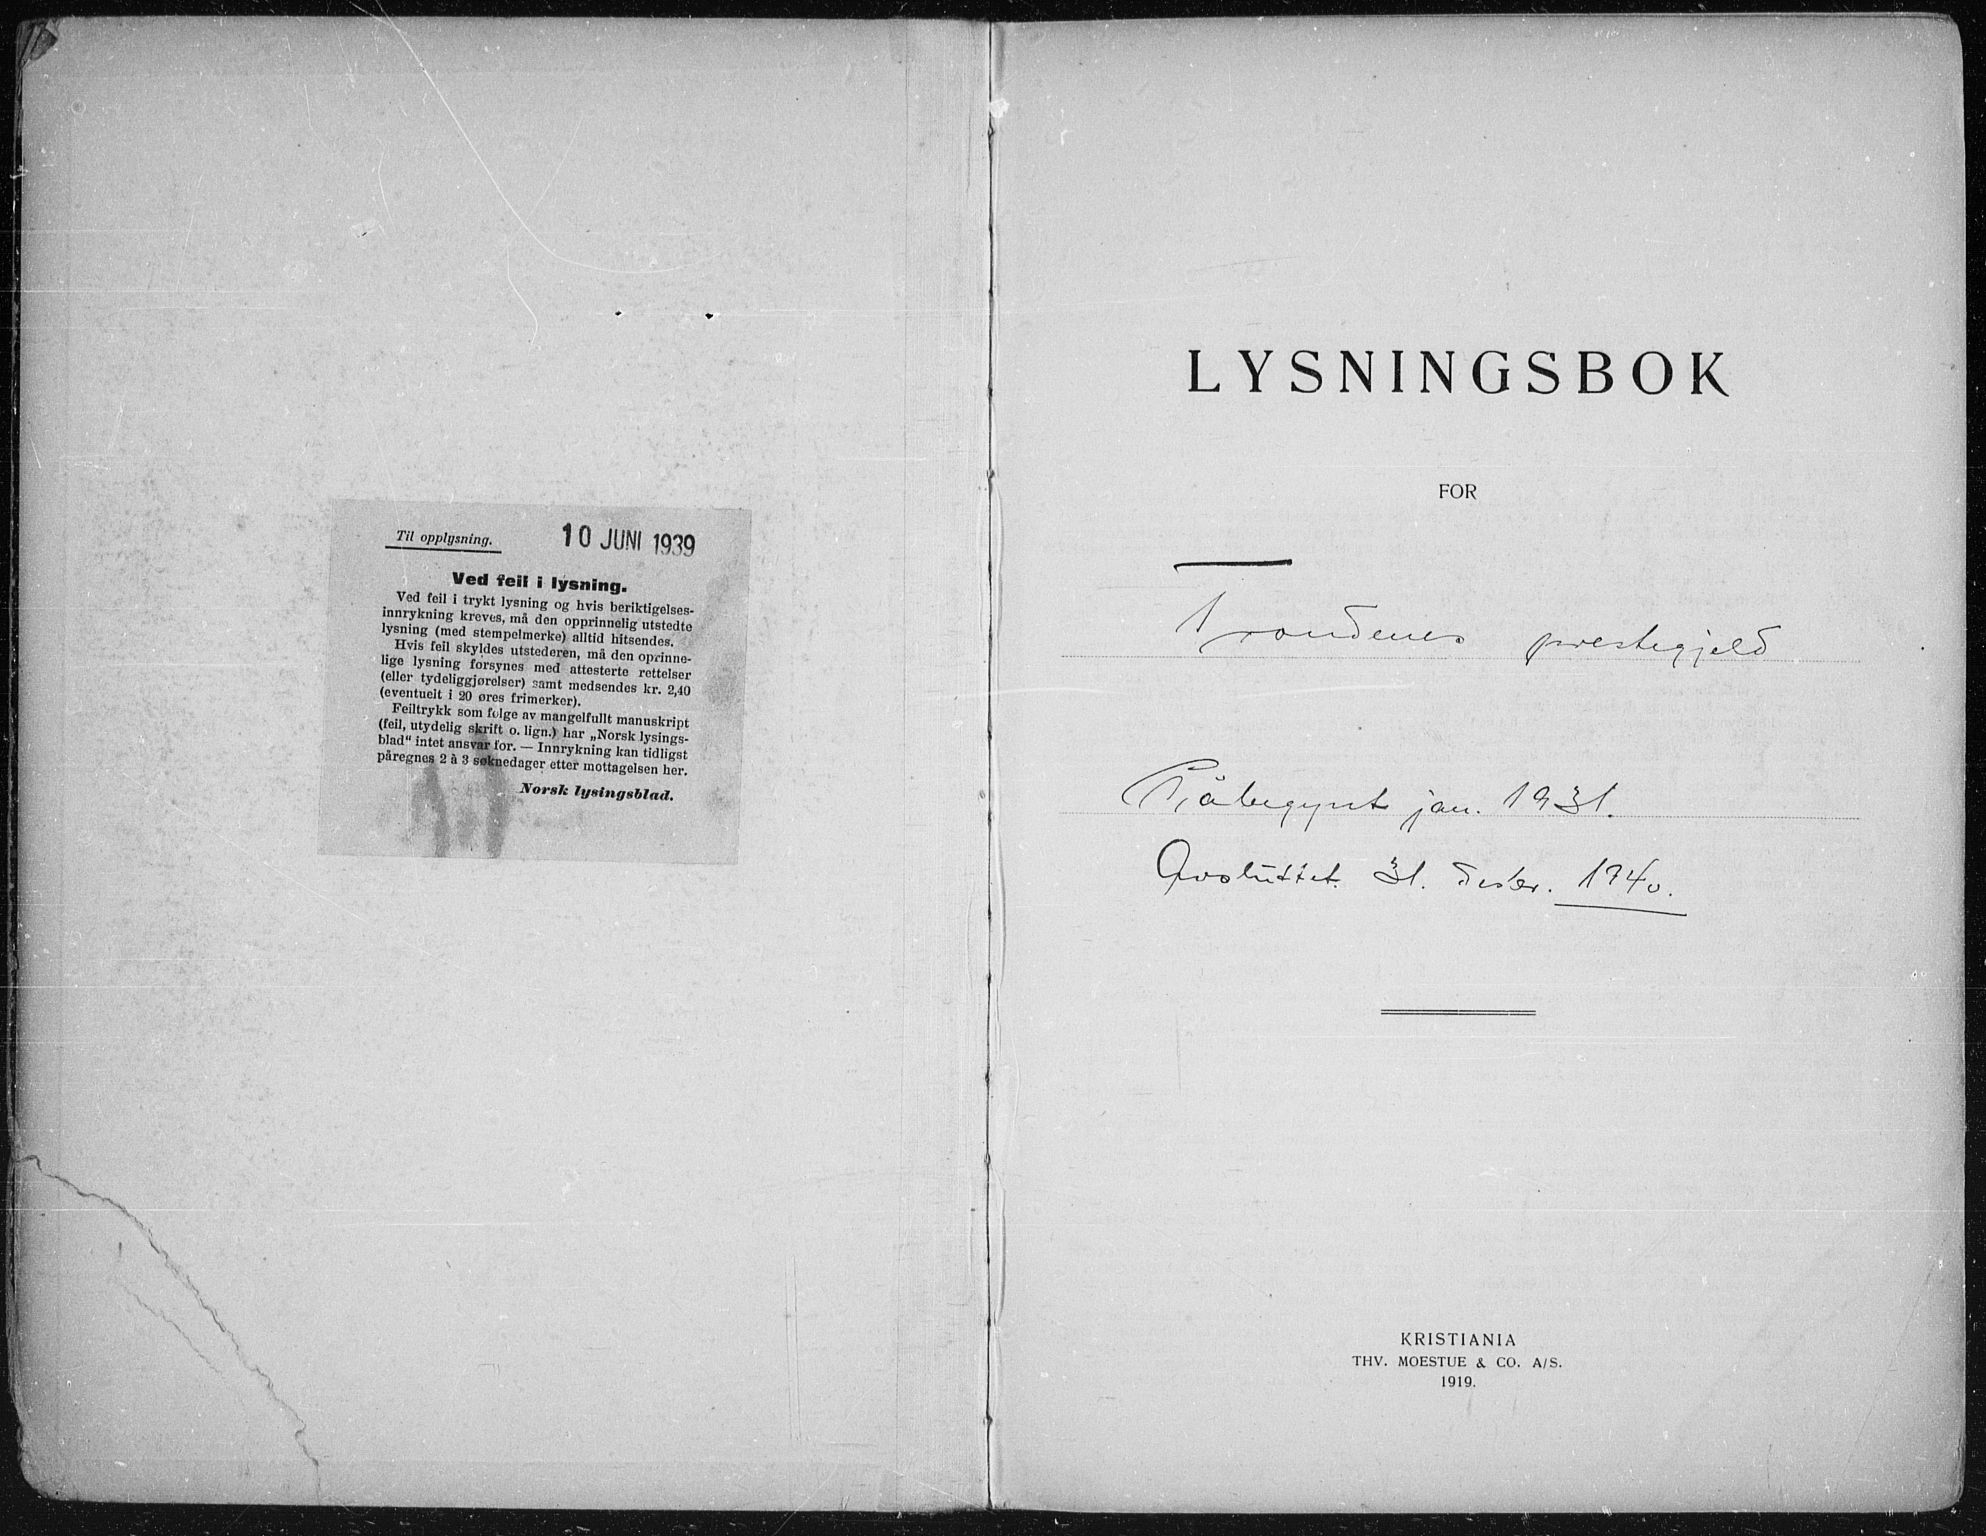 Til opplysning. 10 JUNI 1939
Ved feil i lysning.
Ved feil i trykt lysning og hvis beriktigelses-
innrykning kreves, må den opprinnelig utstedte
lysning (med stempelmerke) alltid hitsendes.
Hvis feil skyldes utstederen, må den oprinne-
lige lysning forsynes med attesterte rettelser
(eller tydeliggjørelser) samt medsendes kr. 2,40
(eventuelt i 20 øres frimerker).
Feiltrykk som følge av mangelfullt manuskript
(feil, utydelig skrift o. lign.) har „Norsk lysings-
blad“ intet ansvar for. — Innrykning kan tidligst
påregnes 2 à 3 søknedager etter mottagelsen her.
Norsk lysingsblad.
LYSNINGSBOK
FOR
Trondenes prestegjeld
Påbegynt jan. 1931.
Avsluttet 31. desbr. 1940.
KRISTIANIA
THV. MOESTUE & CO. A/S.
1919.